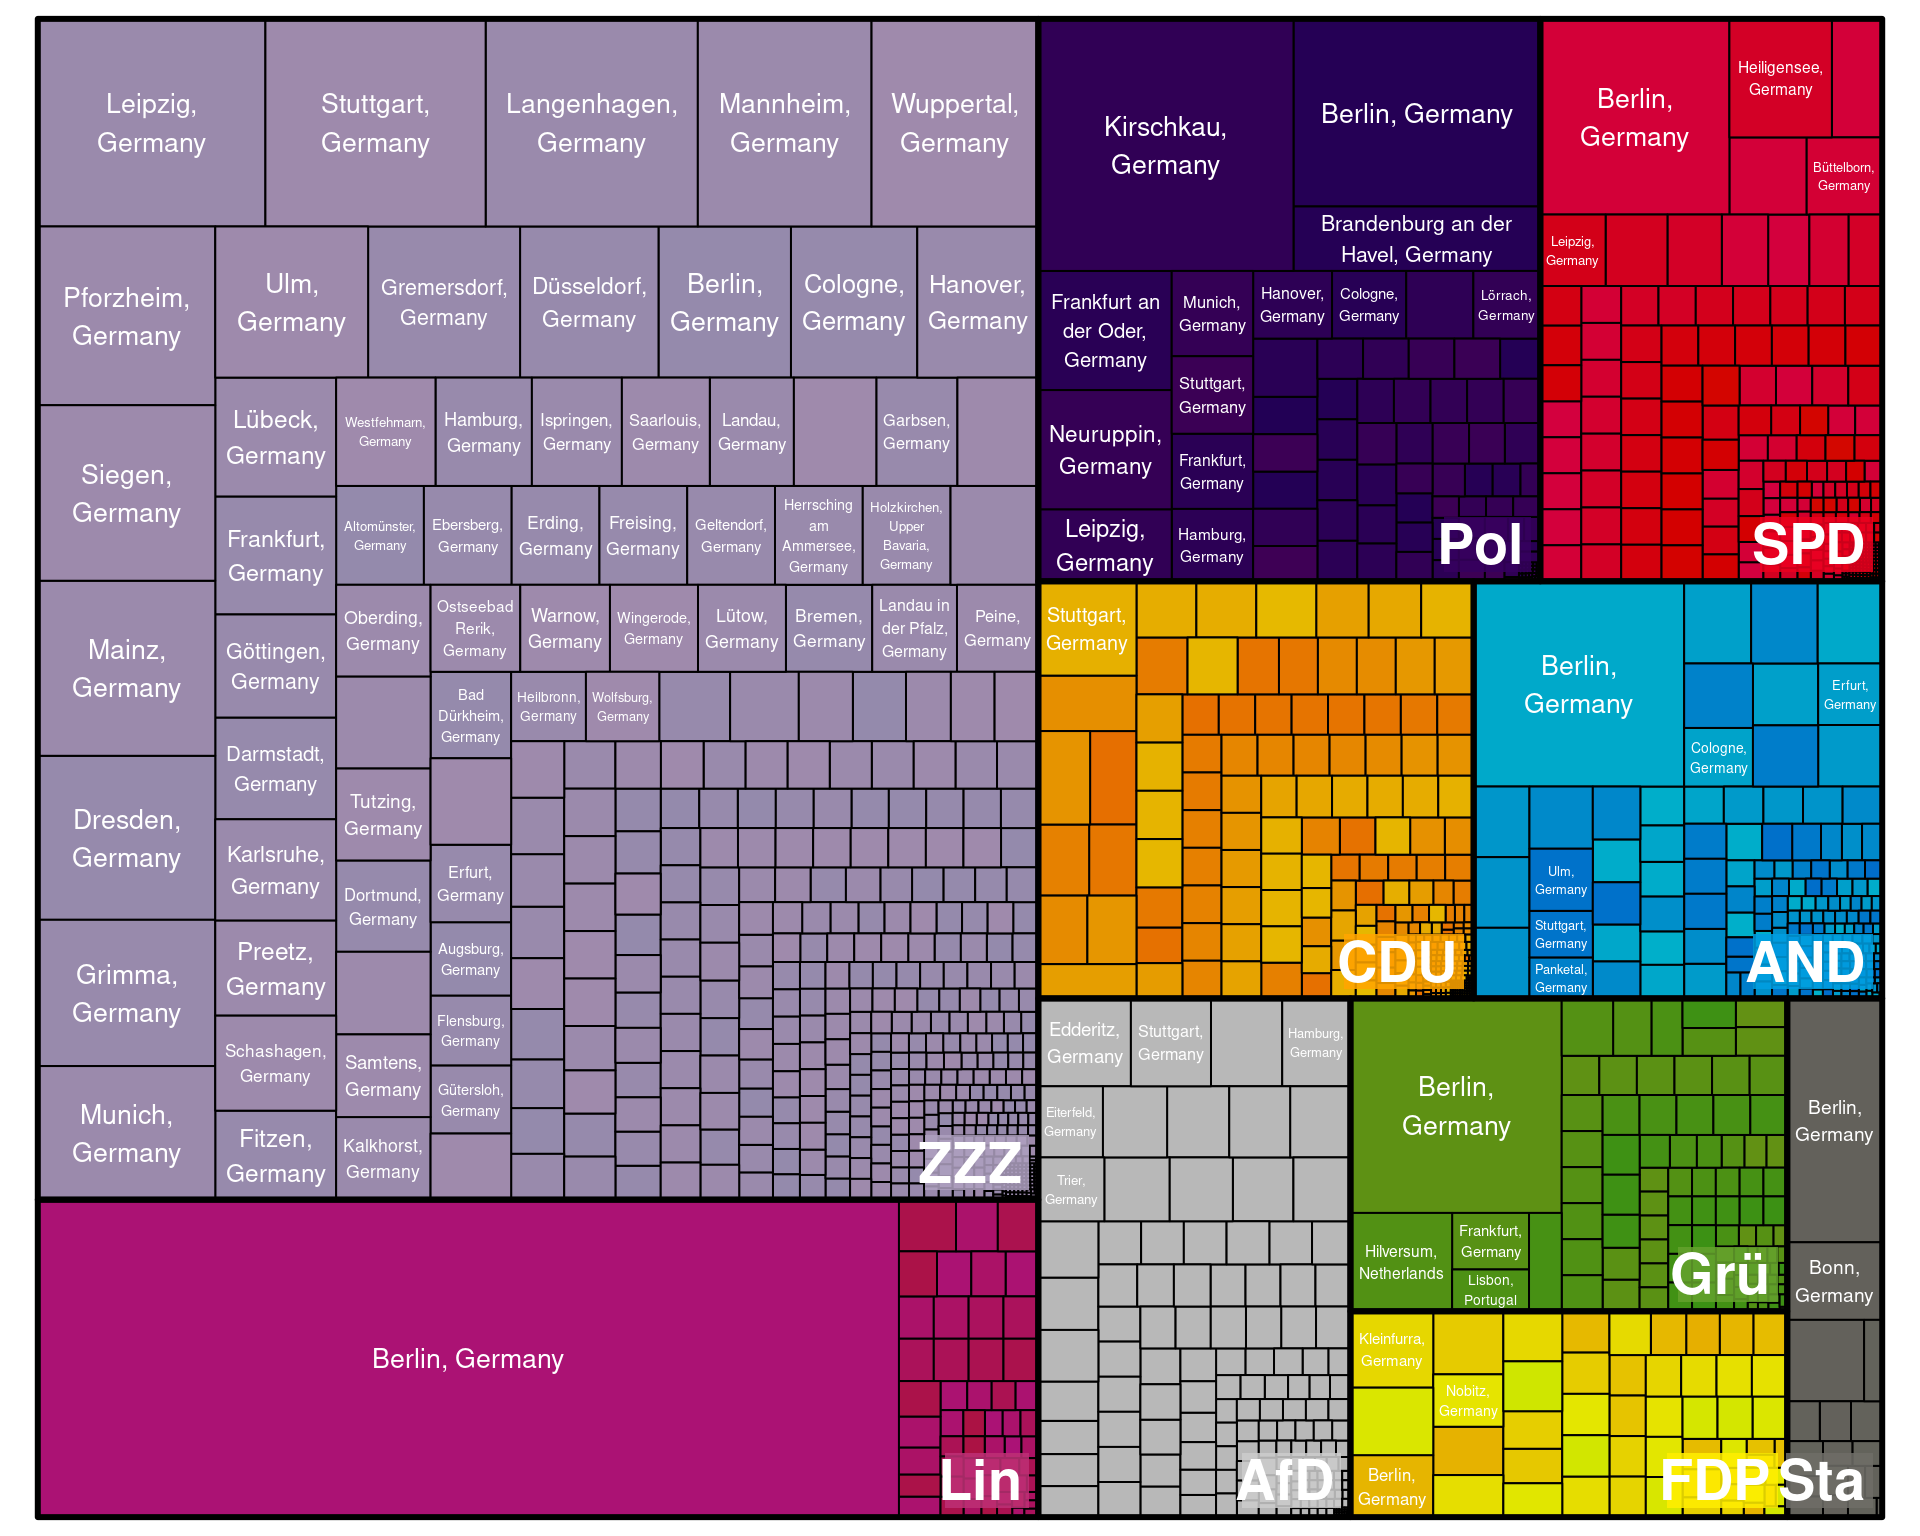 Leipzig,
Germany
Stuttgart,
Germany
Langenhagen,
Germany
Mannheim,
Germany
Wuppertal,
Germany
Pforzheim,
Germany
Ulm,
Germany
Gremersdorf,
Germany
Düsseldorf,
Germany
Berlin,
Germany
Cologne,
Germany
Hanover,
Germany
Siegen,
Germany
Mainz,
Germany
Dresden,
Germany
Grimma,
Germany
Munich,
Germany
Lübeck,
Germany
Frankfurt,
Germany
Göttingen,
Germany
Darmstadt,
Germany
Karlsruhe,
Germany
Preetz,
Germany
Schashagen,
Germany
Fitzen,
Germany
Westfehmarn,
Germany
Hamburg,
Germany
Ispringen,
Germany
Saarlouis,
Germany
Landau,
Germany
Garbsen,
Germany
Altomünster,
Germany
Ebersberg,
Germany
Erding,
Germany
Freising,
Germany
Geltendorf,
Germany
Herrsching
am
Ammersee,
Germany
Holzkirchen,
Upper
Bavaria,
Germany
Oberding,
Germany
Ostseebad
Rerik,
Germany
Warnow,
Germany
Wingerode,
Germany
Lütow,
Germany
Bremen,
Germany
Landau in
der Pfalz,
Germany
Peine,
Germany
Bad
Dürkheim,
Germany
Heilbronn,
Germany
Wolfsburg,
Germany
Tutzing,
Germany
Dortmund,
Germany
Samtens,
Germany
Kalkhorst,
Germany
Erfurt,
Germany
Augsburg,
Germany
Flensburg,
Germany
Gütersloh,
Germany
ZZZ
Berlin, Germany
Lin
Kirschkau,
Germany
Berlin, Germany
Brandenburg an der
Havel, Germany
Frankfurt an
der Oder,
Germany
Neuruppin,
Germany
Leipzig,
Germany
Munich,
Germany
Stuttgart,
Germany
Frankfurt,
Germany
Hamburg,
Germany
Hanover,
Germany
Cologne,
Germany
Lörrach,
Germany
Pol
Berlin,
Germany
Heiligensee,
Germany
Büttelborn,
Germany
Leipzig,
Germany
SPD
Stuttgart,
Germany
CDU
Berlin,
Germany
Erfurt,
Germany
Cologne,
Germany
Ulm,
Germany
Stuttgart,
Germany
Panketal,
Germany
AND
Edderitz,
Germany
Stuttgart,
Germany
Hamburg,
Germany
Eiterfeld,
Germany
Trier,
Germany
AfD
Berlin,
Germany
Hilversum,
Netherlands
Frankfurt,
Germany
Lisbon,
Portugal
Grü
Kleinfurra,
Germany
Nobitz,
Germany
Berlin,
Germany
FDP
Berlin,
Germany
Bonn,
Germany
Sta